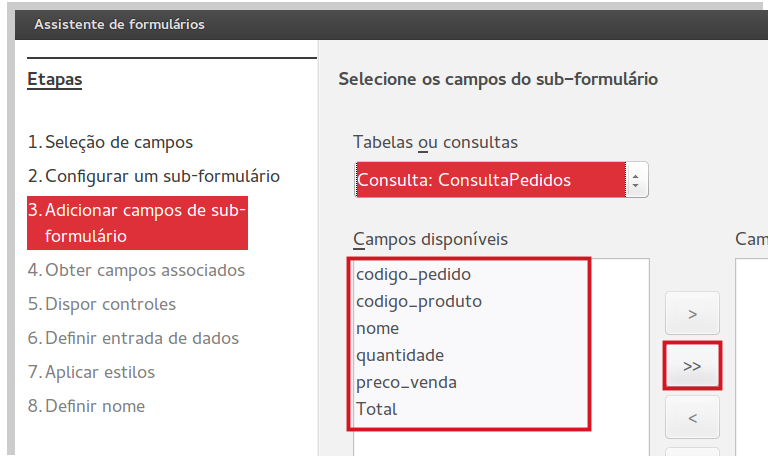 Assistente de formulários
Etapas
1. Seleção de campos
2. Configurar um sub-formulário
3. Adicionar campos de sub-
formulário
4. Obter campos associados
5. Dispor controles
6. Definir entrada de dados
7. Aplicar estilos
8. Definir nome
Selecione os campos do sub-formulário
Tabelas ou consultas
Consulta: ConsultaPedidos
Campos disponíveis
codigo_pedido
codigo_produto
nome
quantidade
preco_venda
Total
>
>>
<
Cam